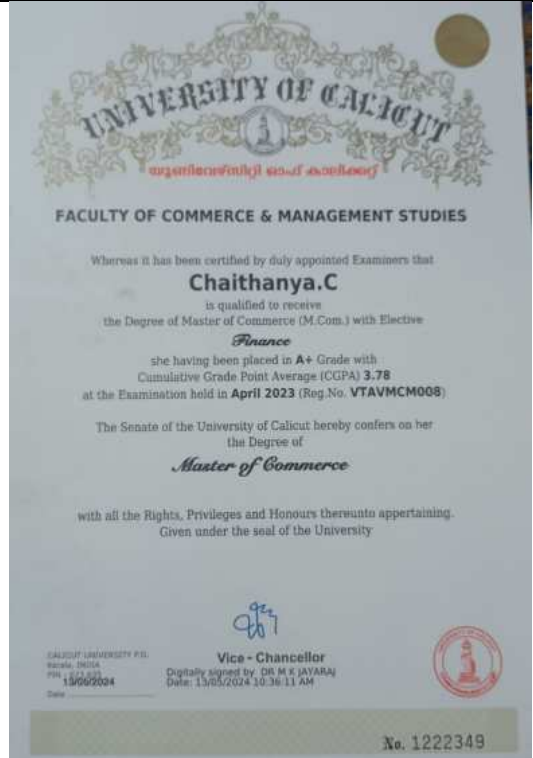 UNIVERSITY OF CALICUT
യൂണിവേഴ്സിറ്റി ഓഫ് കാലിക്കറ്റ്
FACULTY OF COMMERCE & MANAGEMENT STUDIES
Whereas it has been certified by duly appointed Examiners that
Chaithanya.C
is qualified to receive
the Degree of Master of Commerce (M.Com.) with Elective
Finance
she having been placed in A+ Grade with
Cumulative Grade Point Average (CGPA) 3.78
at the Examination held in April 2023 (Reg.No. VTAVMCM008)
The Senate of the University of Calicut hereby confers on her
the Degree of
Master of Commerce
with all the Rights, Privileges and Honours thereunto appertaining.
Given under the seal of the University
Vice - Chancellor
Digitally signed by DR M K JAYARAJ
Date: 13/05/2024 10:36:11 AM
CALICUT UNIVERSITY P.O.
Kerala, INDIA
PIN
Date
No. 1222349